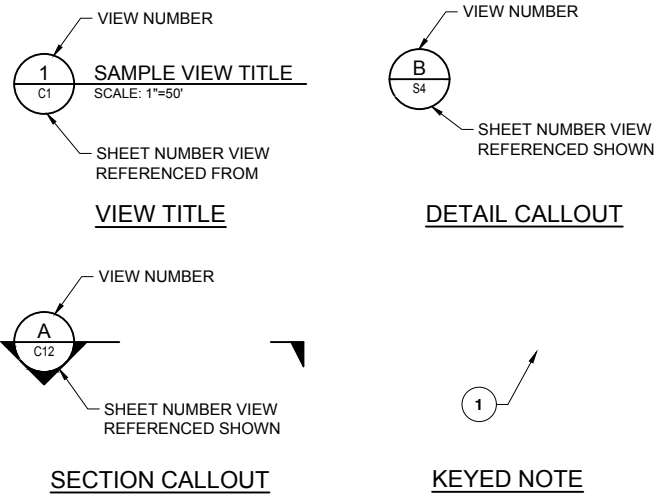 VIEW NUMBER
1
C1
SAMPLE VIEW TITLE
SCALE: 1"=50'
SHEET NUMBER VIEW
REFERENCED FROM
VIEW TITLE
VIEW NUMBER
B
S4
SHEET NUMBER VIEW
REFERENCED SHOWN
DETAIL CALLOUT
VIEW NUMBER
A
C12
SHEET NUMBER VIEW
REFERENCED SHOWN
SECTION CALLOUT
1
KEYED NOTE